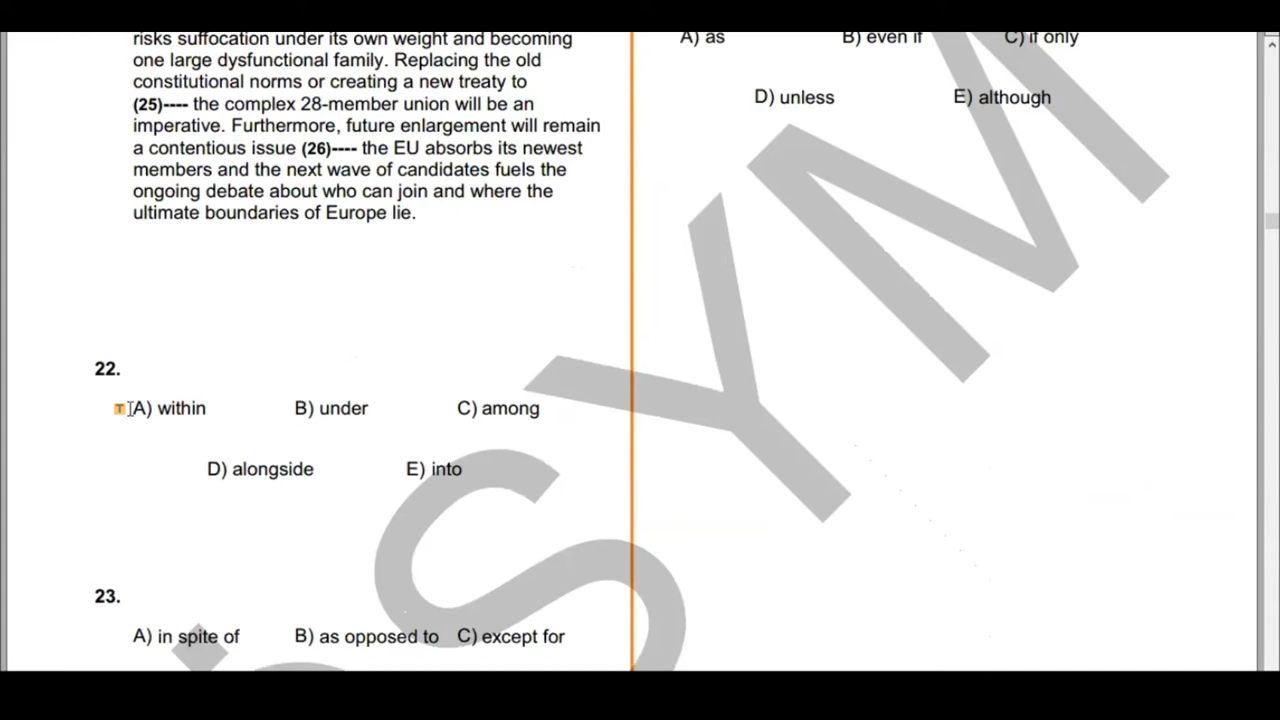 risks suffocation under its own weight and becoming
one large dysfunctional family. Replacing the old
constitutional norms or creating a new treaty to
(25)---- the complex 28-member union will be an
imperative. Furthermore, future enlargement will remain
a contentious issue (26)---- the EU absorbs its newest
members and the next wave of candidates fuels the
ongoing debate about who can join and where the
ultimate boundaries of Europe lie.
22.
A) within B) under C) among
D) alongside E) into
23.
A) in spite of B) as opposed to C) except for
A) as B) even if C) if only
D) unless E) although
SYM